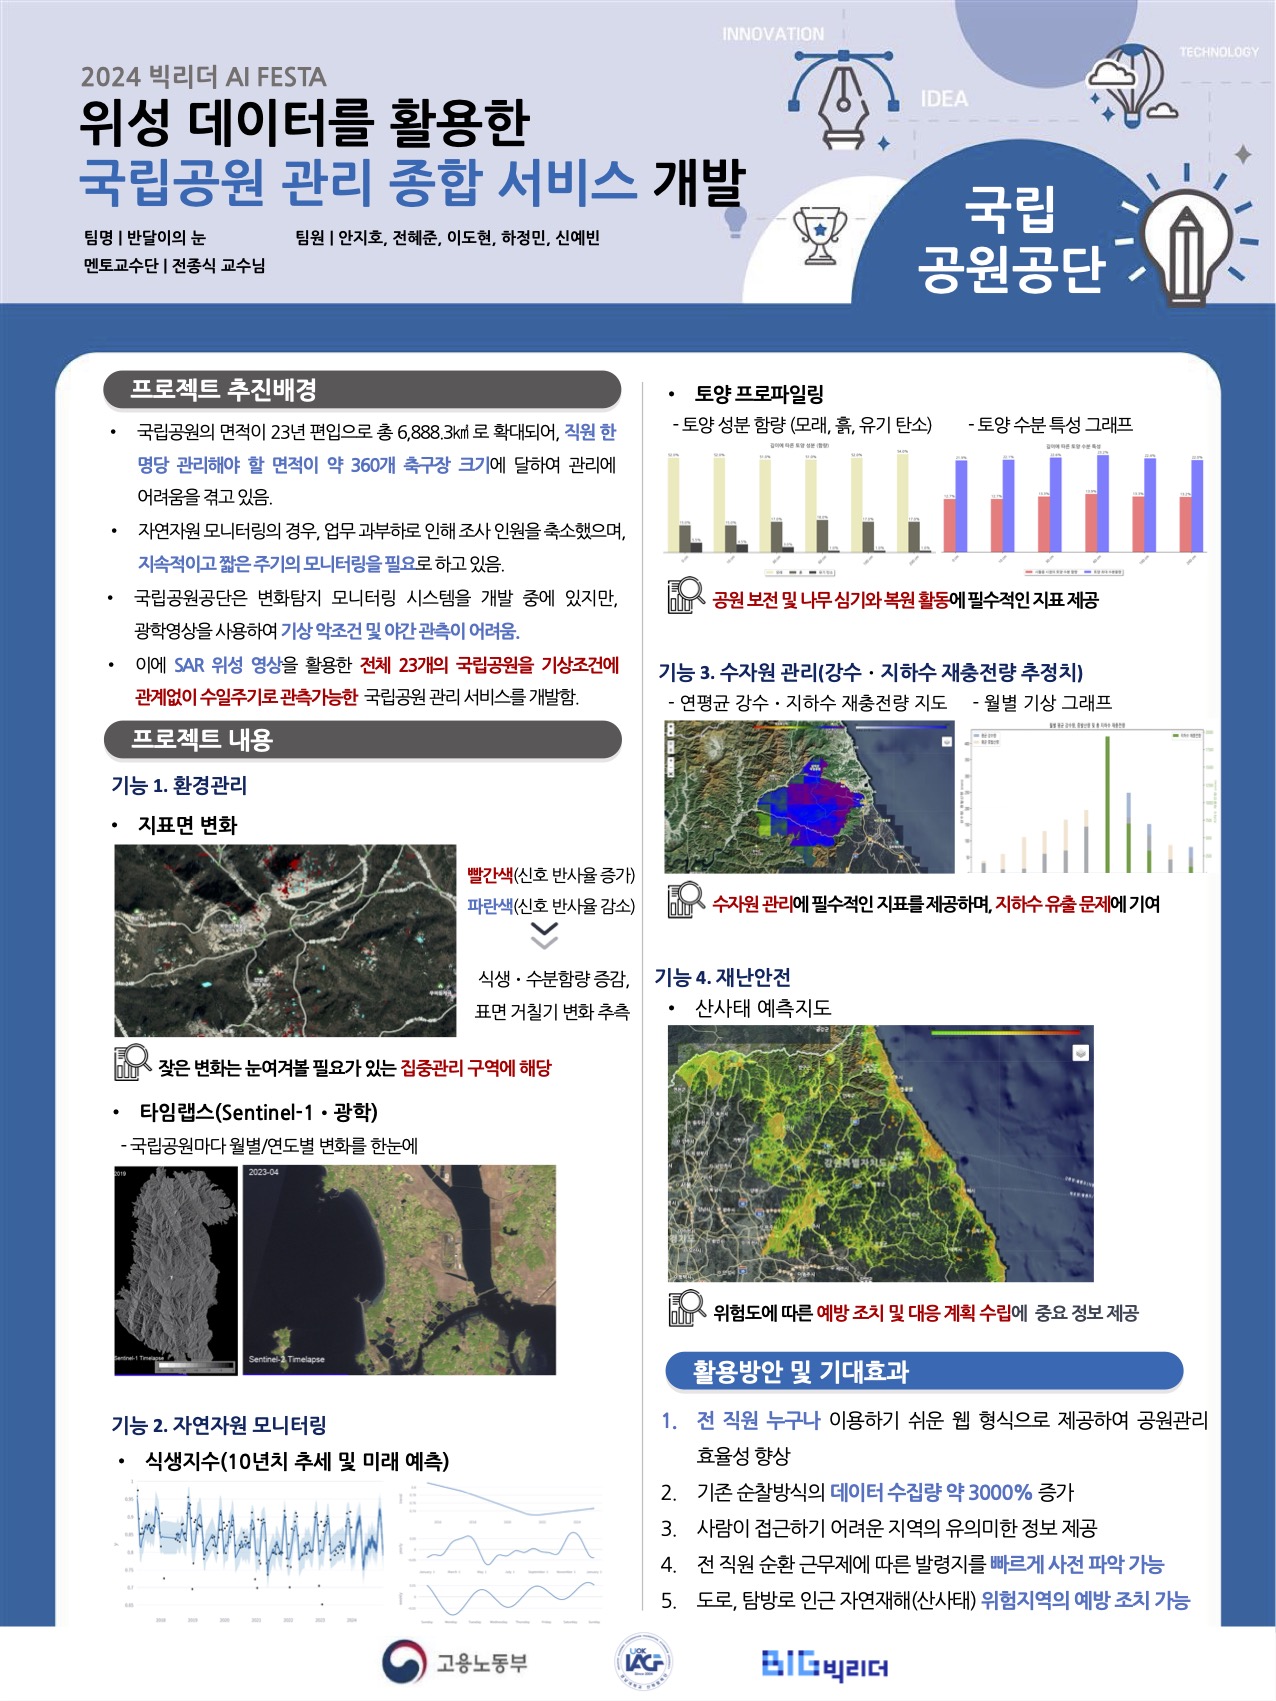 INNOVATION
TECHNOLOGY
IDEA
2024 빅리더 AI FESTA
위성 데이터를 활용한
국립공원 관리 종합 서비스 개발
팀명 | 반달이의 눈
팀원 | 안지호, 전혜준, 이도현, 하정민, 신예빈
멘토교수단 | 전종식 교수님
국립
공원공단
프로젝트 추진배경
• 국립공원의 면적이 23년 편입으로 총 6,888.3㎢ 로 확대되어, 직원 한
명당 관리해야 할 면적이 약 360개 축구장 크기에 달하여 관리에
어려움을 겪고 있음.
• 자연자원 모니터링의 경우, 업무 과부하로 인해 조사 인원을 축소했으며,
지속적이고 짧은 주기의 모니터링을 필요로 하고 있음.
• 국립공원공단은 변화탐지 모니터링 시스템을 개발 중에 있지만,
광학영상을 사용하여 기상 악조건 및 야간 관측이 어려움.
• 이에 SAR 위성 영상을 활용한 전체 23개의 국립공원을 기상조건에
관계없이 수일주기로 관측가능한 국립공원 관리 서비스를 개발함.
프로젝트 내용
기능 1. 환경관리
• 지표면 변화
빨간색(신호 반사율 증가)
파란색(신호 반사율 감소)
식생・수분함량 증감,
표면 거칠기 변화 추측
잦은 변화는 눈여겨볼 필요가 있는 집중관리 구역에 해당
• 타임랩스(Sentinel-1・광학)
- 국립공원마다 월별/연도별 변화를 한눈에
2019
Sentinel-1 Timelapse
2023-04
Sentinel-2 Timelapse
기능 2. 자연자원 모니터링
• 식생지수(10년치 추세 및 미래 예측)
• 토양 프로파일링
- 토양 성분 함량 (모래, 흙, 유기 탄소)
- 토양 수분 특성 그래프
깊이에 따른 토양 성분 (함량)
깊이에 따른 토양 수분 특성
공원 보전 및 나무 심기와 복원 활동에 필수적인 지표 제공
기능 3. 수자원 관리(강수・지하수 재충전량 추정치)
- 연평균 강수・지하수 재충전량 지도
- 월별 기상 그래프
수자원 관리에 필수적인 지표를 제공하며, 지하수 유출 문제에 기여
기능 4. 재난안전
• 산사태 예측지도
강원특별자치도
위험도에 따른 예방 조치 및 대응 계획 수립에 중요 정보 제공
활용방안 및 기대효과
1. 전 직원 누구나 이용하기 쉬운 웹 형식으로 제공하여 공원관리
효율성 향상
2. 기존 순찰방식의 데이터 수집량 약 3000% 증가
3. 사람이 접근하기 어려운 지역의 유의미한 정보 제공
4. 전 직원 순환 근무제에 따른 발령지를 빠르게 사전 파악 가능
5. 도로, 탐방로 인근 자연재해(산사태) 위험지역의 예방 조치 가능
고용노동부
UOK
IACF
BIG 빅리더